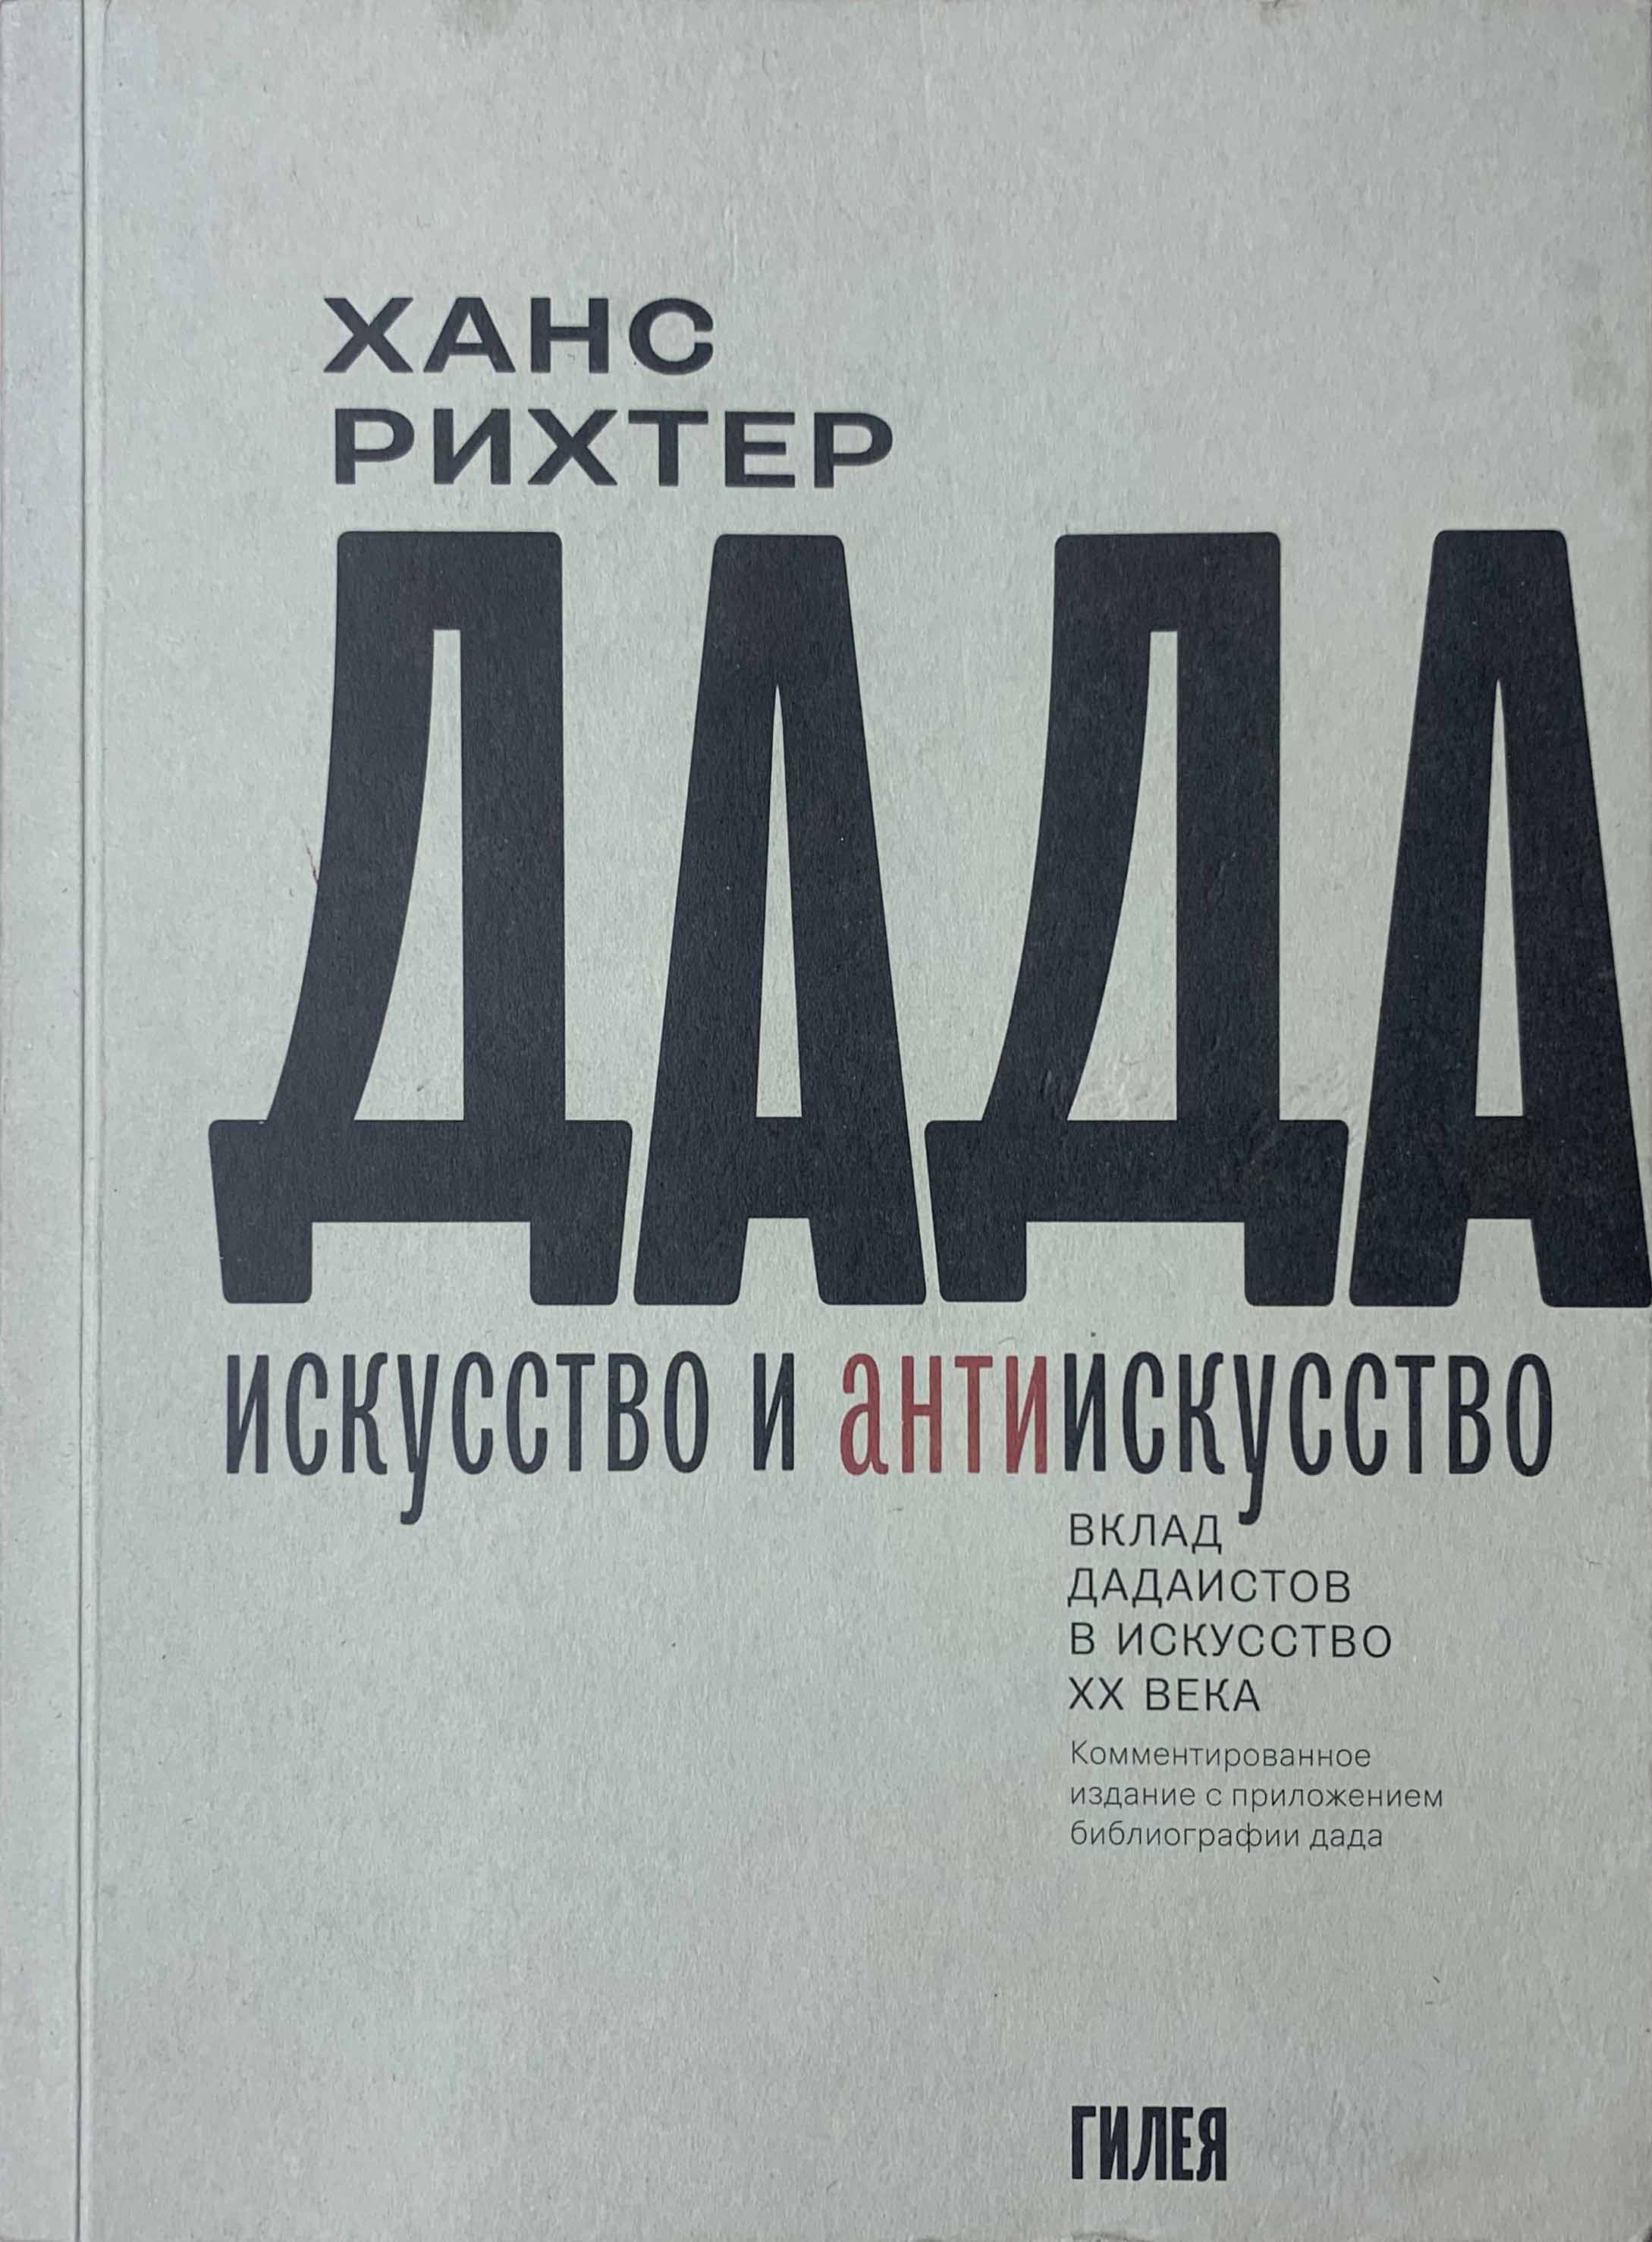 ХАНС
РИХТЕР
ДАДА
искусство и антиискусство
ВКЛАД
ДАДАИСТОВ
В ИСКУССТВО
XX ВЕКА
Комментированное
издание с приложением
библиографии дада
ГИЛЕЯ